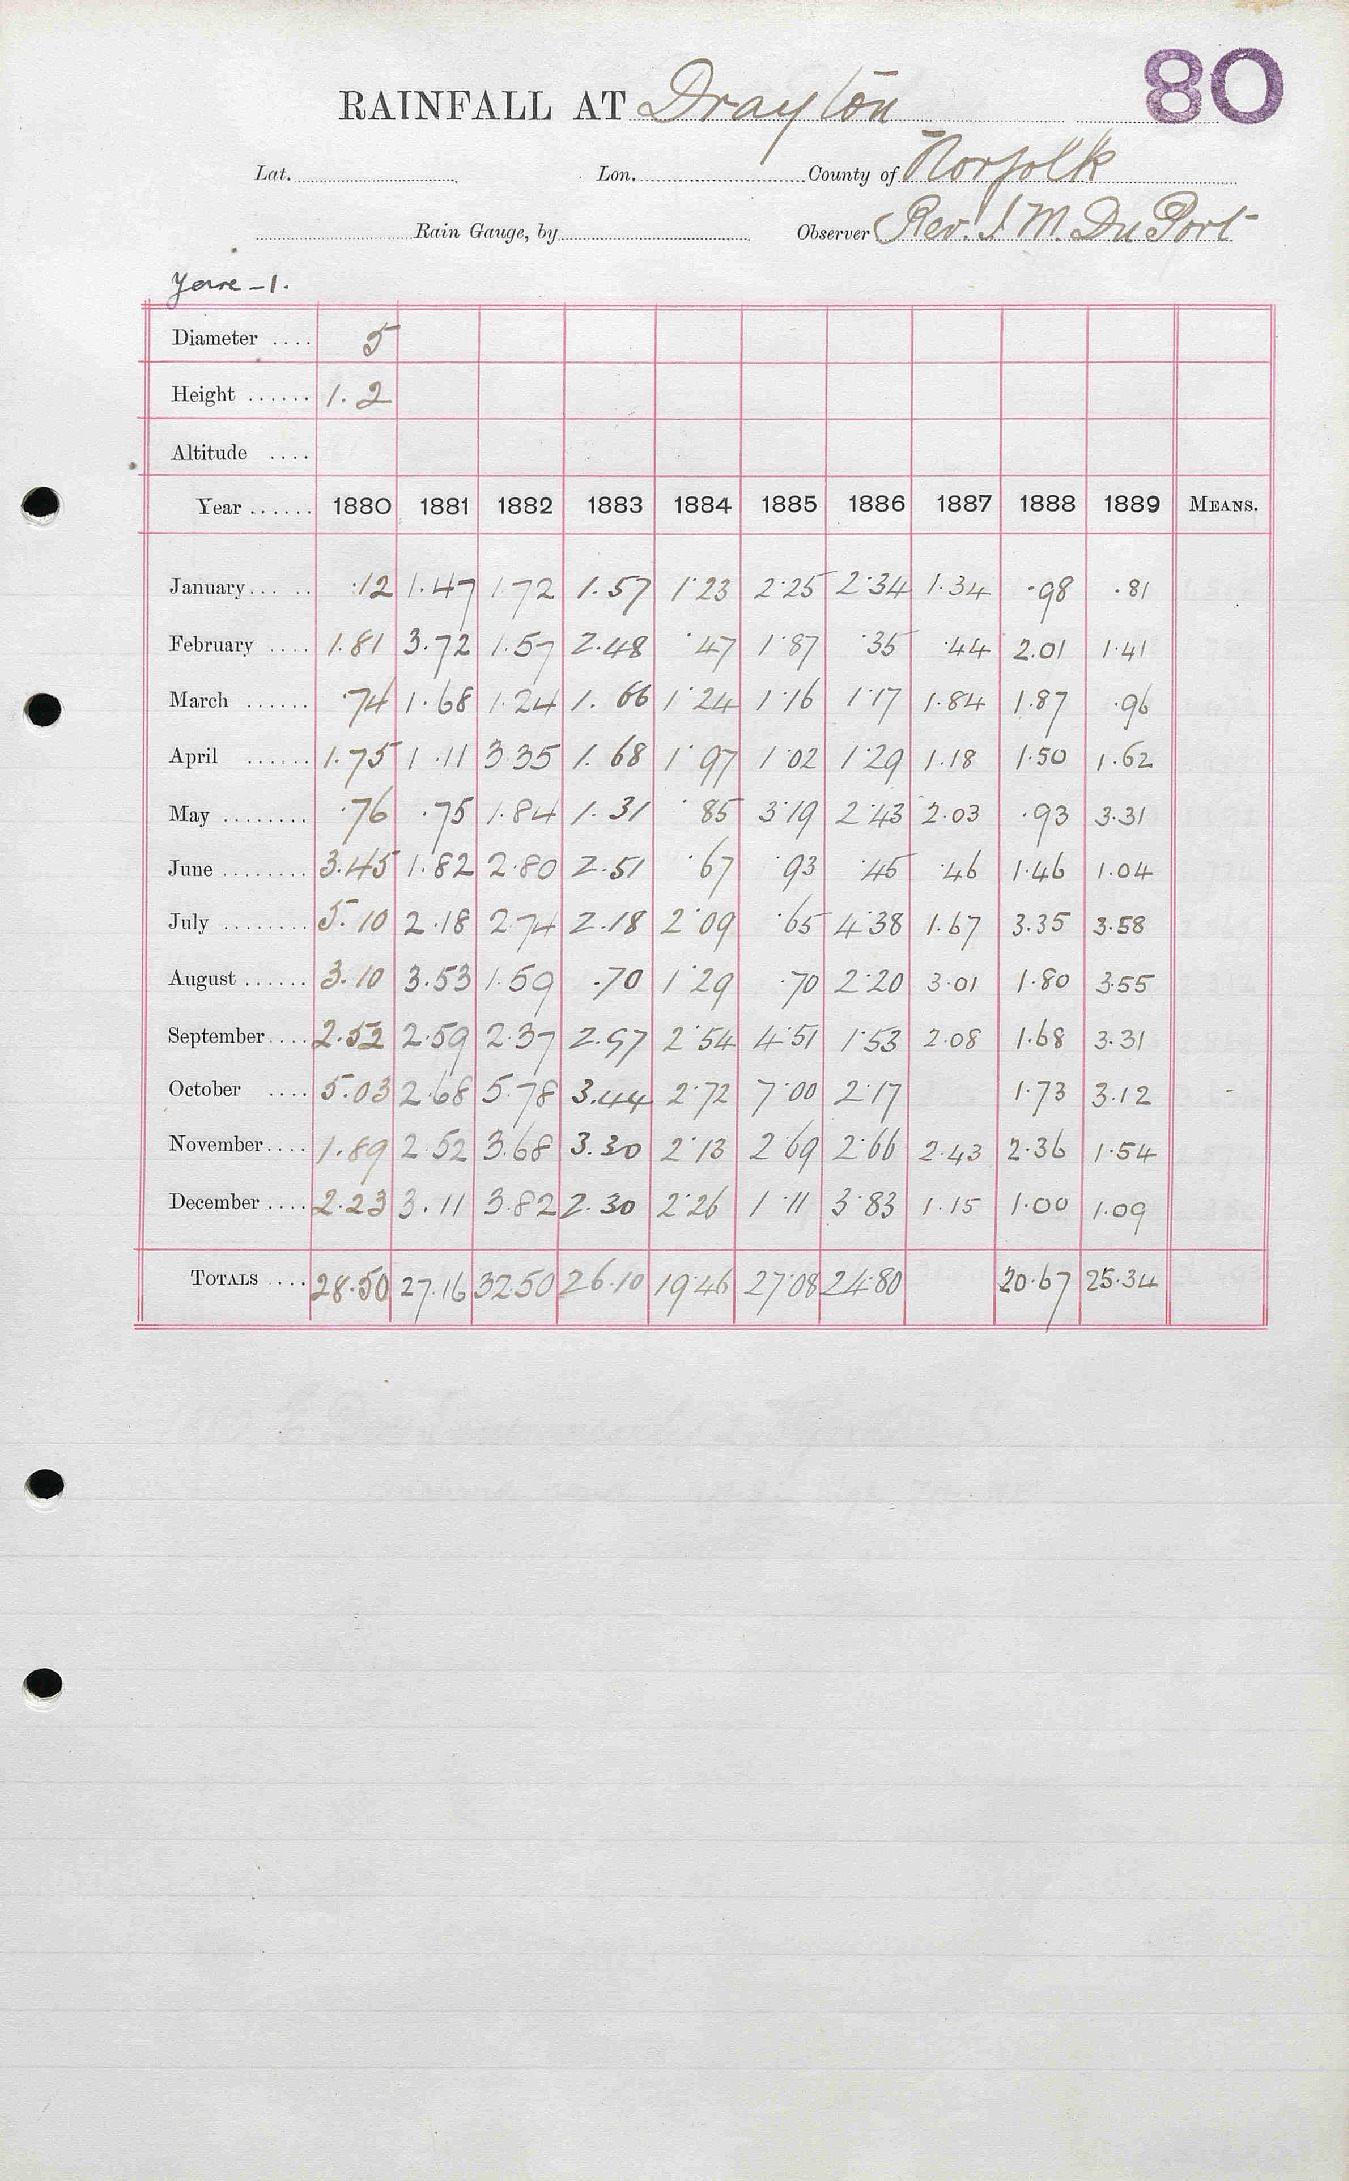 80
RAINFALL AT Drayton
Lat. Lon. County of Norfolk
Rain Gauge, by Observer Rev. J. M. Du Port
Yare - 1.
Diameter .... 5
Height ...... 1.2
Altitude ....
Year ...... 1880 1881 1882 1883 1884 1885 1886 1887 1888 1889 MEANS.
January ...... .12 1.47 1.72 1.57 1.23 2.25 2.34 1.34 .98 .81
February .... 1.81 3.72 1.57 2.48 .47 1.87 .35 .44 2.01 1.41
March ...... .74 1.68 1.24 1.66 1.24 1.16 1.17 1.84 1.87 .96
April ...... 1.75 1.11 3.35 1.68 1.97 1.02 1.29 1.18 1.50 1.62
May ........ .76 .75 1.84 1.31 .85 3.19 2.43 2.03 .93 3.31
June ........ 3.45 1.82 2.80 2.51 .67 .93 .45 .46 1.46 1.04
July ........ 5.10 2.18 2.74 2.18 2.09 .65 4.38 1.67 3.35 3.58
August ...... 3.10 3.53 1.59 .70 1.29 .70 2.20 3.01 1.80 3.55
September .... 2.52 2.59 2.37 2.97 2.54 4.51 1.53 2.08 1.68 3.31
October .... 5.03 2.68 5.78 3.44 2.72 7.00 2.17 1.73 3.12
November .... 1.89 2.52 3.68 3.30 2.13 2.69 2.66 2.43 2.36 1.54
December .... 2.23 3.11 3.82 2.30 2.26 1.11 3.83 1.15 1.00 1.09
TOTALS .... 28.50 27.16 32.50 26.10 19.46 27.08 24.80 20.67 25.34